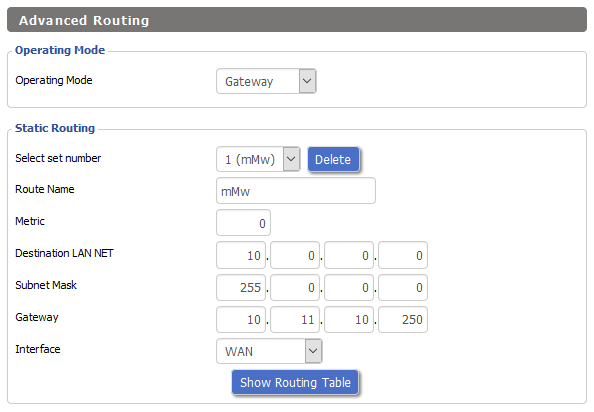 Advanced Routing
Operating Mode
Operating Mode Gateway
Static Routing
Select set number 1 (mMw) Delete
Route Name mMw
Metric 0
Destination LAN NET 10 . 0 . 0 . 0
Subnet Mask 255 . 0 . 0 . 0
Gateway 10 . 11 . 10 . 250
Interface WAN
Show Routing Table